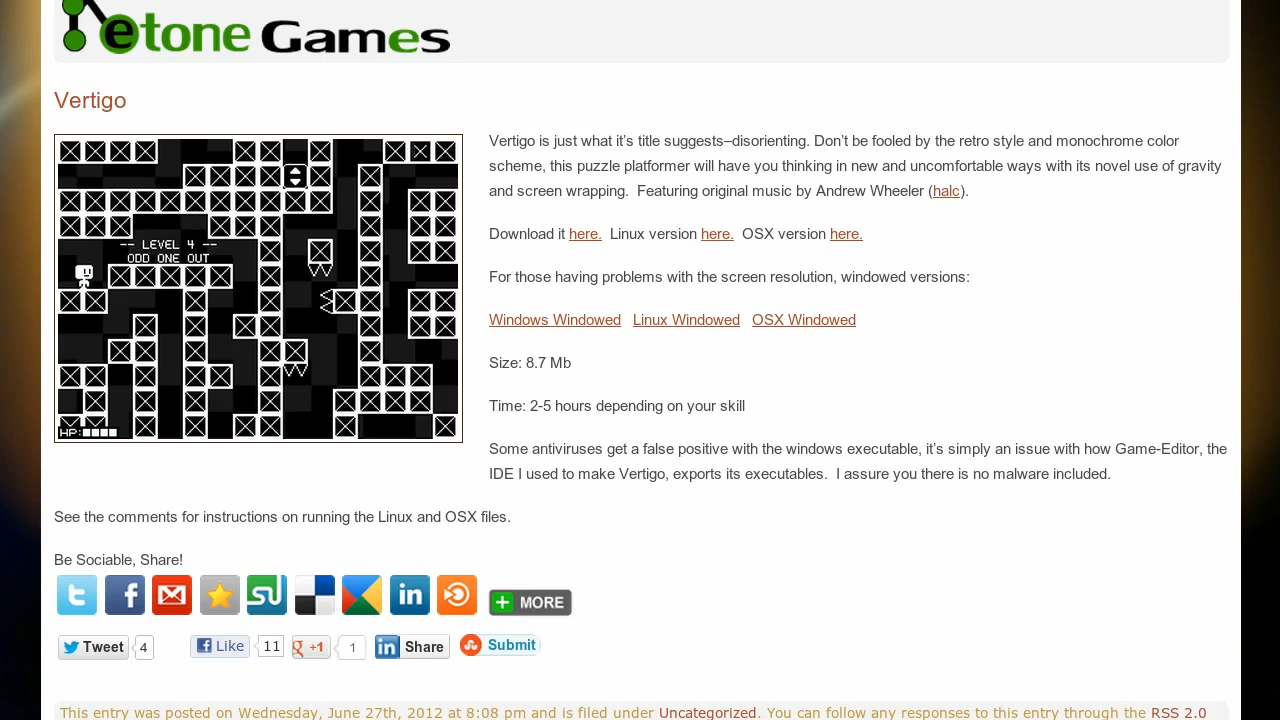 etone Games
Vertigo
-- LEVEL 4 --
ODD ONE OUT
HP:
Vertigo is just what it’s title suggests–disorienting. Don’t be fooled by the retro style and monochrome color
scheme, this puzzle platformer will have you thinking in new and uncomfortable ways with its novel use of gravity
and screen wrapping.  Featuring original music by Andrew Wheeler (halc).
Download it here.  Linux version here.  OSX version here.
For those having problems with the screen resolution, windowed versions:
Windows Windowed   Linux Windowed   OSX Windowed
Size: 8.7 Mb
Time: 2-5 hours depending on your skill
Some antiviruses get a false positive with the windows executable, it’s simply an issue with how Game-Editor, the
IDE I used to make Vertigo, exports its executables.  I assure you there is no malware included.
See the comments for instructions on running the Linux and OSX files.
Be Sociable, Share!
MORE
Tweet 4 Like 11 +1 1 Share Submit
This entry was posted on Wednesday, June 27th, 2012 at 8:08 pm and is filed under Uncategorized. You can follow any responses to this entry through the RSS 2.0